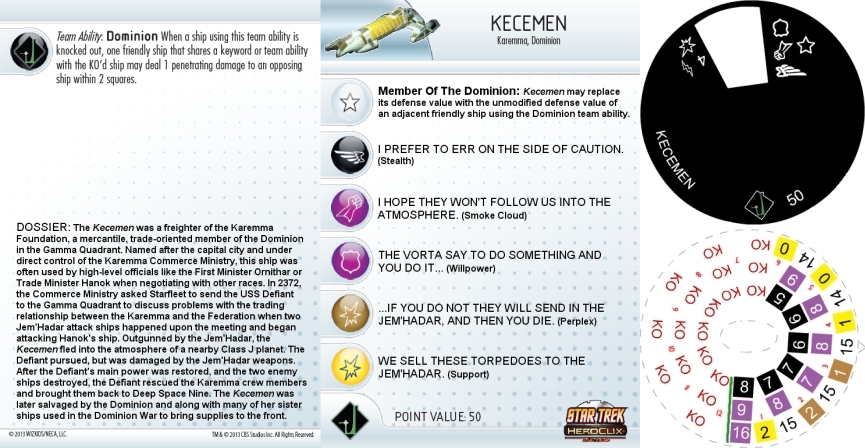 Team Ability: Dominion When a ship using this team ability is
knocked out, one friendly ship that shares a keyword or team ability
with the KO'd ship may deal 1 penetrating damage to an opposing
ship within 2 squares.
DOSSIER: The Kecemen was a freighter of the Karemma
Foundation, a mercantile, trade-oriented member of the Dominion
in the Gamma Quadrant. Named after the capital city and under
direct control of the Karemma Commerce Ministry, this ship was
often used by high-level officials like the First Minister Ornithar or
Trade Minister Hanok when negotiating with other races. In 2372,
the Commerce Ministry asked Starfleet to send the USS Defiant
to the Gamma Quadrant to discuss problems with the trading
relationship between the Karemma and the Federation when two
Jem'Hadar attack ships happened upon the meeting and began
attacking Hanok's ship. Outgunned by the Jem'Hadar, the
Kecemen fled into the atmosphere of a nearby Class J planet. The
Defiant pursued, but was damaged by the Jem'Hadar weapons.
After the Defiant's main power was restored, and the two enemy
ships destroyed, the Defiant rescued the Karemma crew members
and brought them back to Deep Space Nine. The Kecemen was
later salvaged by the Dominion and along with many of her sister
ships used in the Dominion War to bring supplies to the front.
© 2013 WIZKIDS/NECA, LLC.
TM & © 2013 CBS Studios Inc. All Rights Reserved.
KECEMEN
Karemma, Dominion
Member Of The Dominion: Kecemen may replace
its defense value with the unmodified defense value of
an adjacent friendly ship using the Dominion team ability.
I PREFER TO ERR ON THE SIDE OF CAUTION.
(Stealth)
I HOPE THEY WON'T FOLLOW US INTO THE
ATMOSPHERE. (Smoke Cloud)
THE VORTA SAY TO DO SOMETHING AND
YOU DO IT... (Willpower)
...IF YOU DO NOT THEY WILL SEND IN THE
JEM'HADAR, AND THEN YOU DIE. (Perplex)
WE SELL THESE TORPEDOES TO THE
JEM'HADAR. (Support)
POINT VALUE: 50
STAR TREK
HEROCLIX
4
KECEMEN
50
KO KO KO 0 14 0
KO KO KO KO 9 14
KO KO KO 5 6 8 1
KO KO KO 6 8 15
KO KO KO 7 7 8 1
KO KO 8 7 7 2 15
KO 9 8 15
16 2